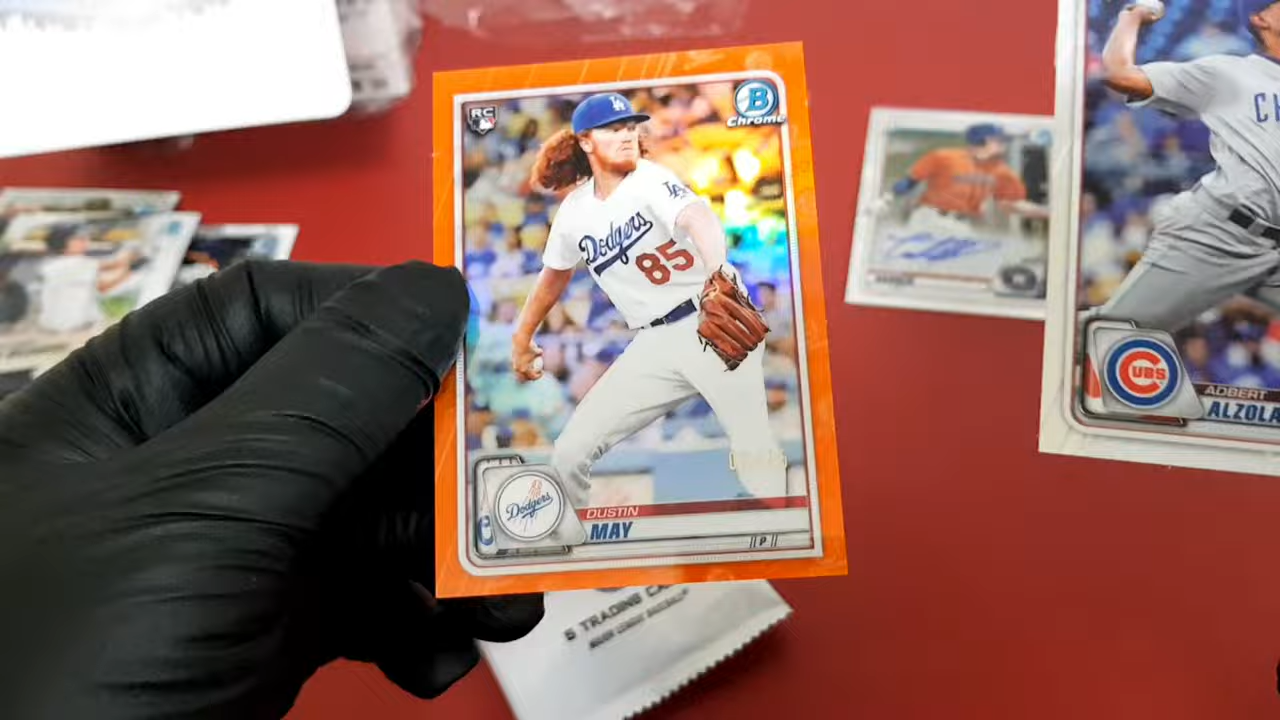 RC
B
Chrome
LA
LA
Dodgers
85
Dodgers
DUSTIN
MAY
P
CUBS
ADBERT
ALZOLA
5 TRADING CA